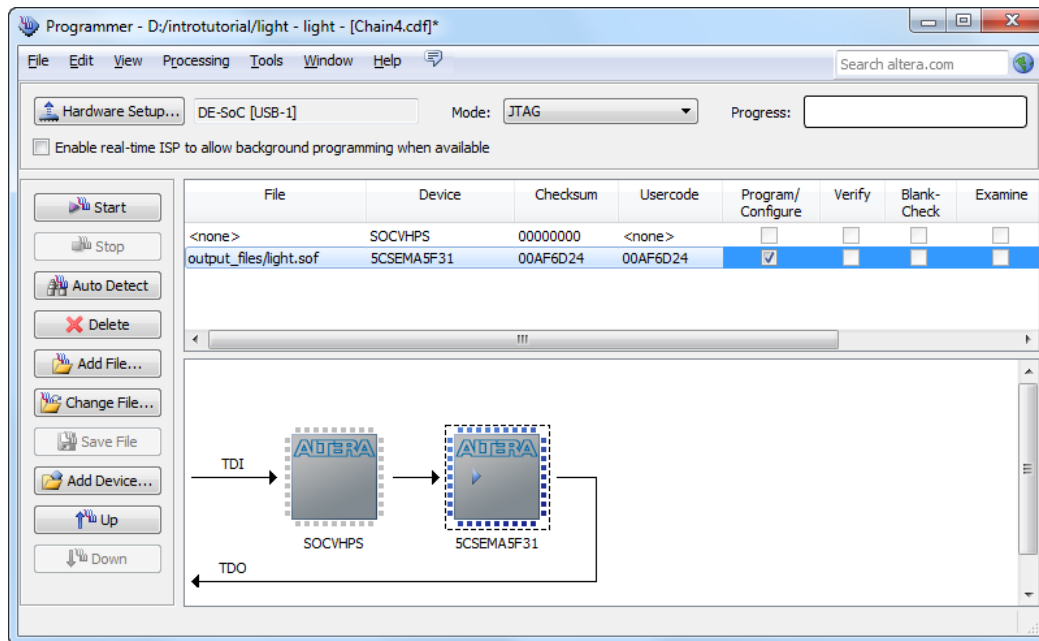 Programmer - D:/introtutorial/light - light - [Chain4.cdf]*
File Edit View Processing Tools Window Help Search altera.com
Hardware Setup... DE-SoC [USB-1] Mode: JTAG Progress:
Enable real-time ISP to allow background programming when available
Start
Stop
Auto Detect
Delete
Add File...
Change File...
Save File
Add Device...
Up
Down
File Device Checksum Usercode Program/ Verify Blank- Examine
Configure Check
<none> SOCVHPS 00000000 <none>
output_files/light.sof 5CSEMA5F31 00AF6D24 00AF6D24
ALTERA ALTERA
TDI
SOCVHPS 5CSEMA5F31
TDO